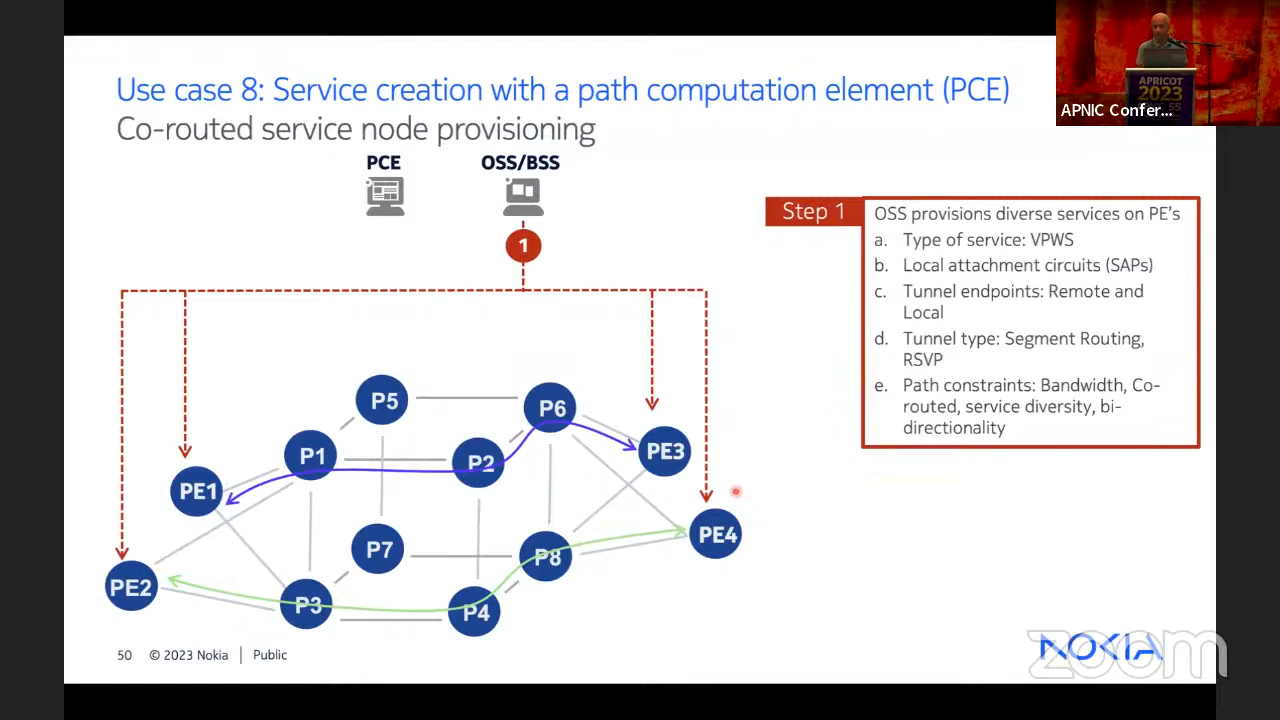 Use case 8: Service creation with a path computation element (PCE)
Co-routed service node provisioning
APRICOT
2023
APNIC Confer...
PCE
OSS/BSS
1
Step 1
OSS provisions diverse services on PE's
a. Type of service: VPWS
b. Local attachment circuits (SAPs)
c. Tunnel endpoints: Remote and
Local
d. Tunnel type: Segment Routing,
RSVP
e. Path constraints: Bandwidth, Co-
routed, service diversity, bi-
directionality
P5
P6
P1
P2
PE3
PE1
PE4
P7
P8
PE2
P3
P4
50 © 2023 Nokia | Public
NOKIA
zoom